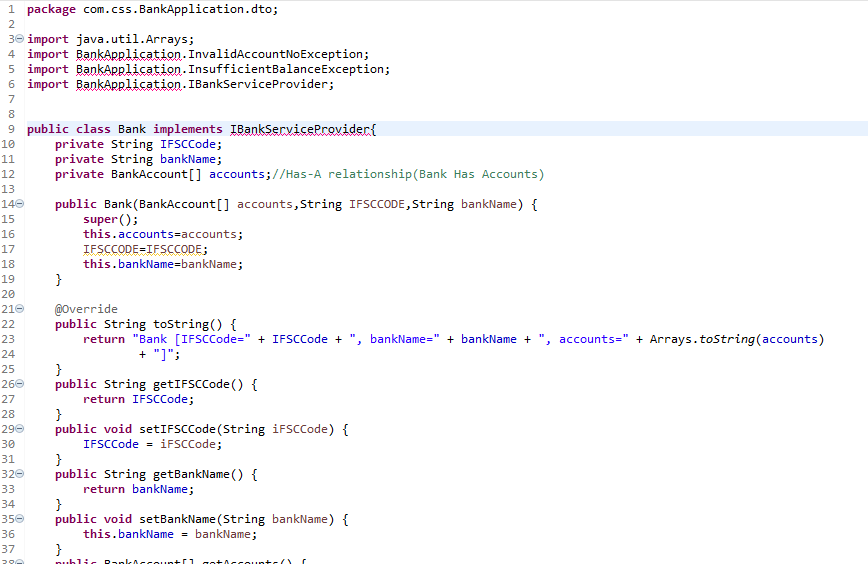 1 package com.css.BankApplication.dto;
2
3 import java.util.Arrays;
4 import BankApplication.InvalidAccountNoException;
5 import BankApplication.InsufficientBalanceException;
6 import BankApplication.IBankServiceProvider;
7
8
9 public class Bank implements IBankServiceProvider{
10 private String IFSCCode;
11 private String bankName;
12 private BankAccount[] accounts;//Has-A relationship(Bank Has Accounts)
13
14 public Bank(BankAccount[] accounts,String IFSCCODE,String bankName) {
15 super();
16 this.accounts=accounts;
17 IFSCCODE=IFSCCODE;
18 this.bankName=bankName;
19 }
20
21 @Override
22 public String toString() {
23 return "Bank [IFSCCode=" + IFSCCode + ", bankName=" + bankName + ", accounts=" + Arrays.toString(accounts)
24 + "]";
25 }
26 public String getIFSCCode() {
27 return IFSCCode;
28 }
29 public void setIFSCCode(String iFSCCode) {
30 IFSCCode = iFSCCode;
31 }
32 public String getBankName() {
33 return bankName;
34 }
35 public void setBankName(String bankName) {
36 this.bankName = bankName;
37 }
38 public BankAccount[] getAccounts() {